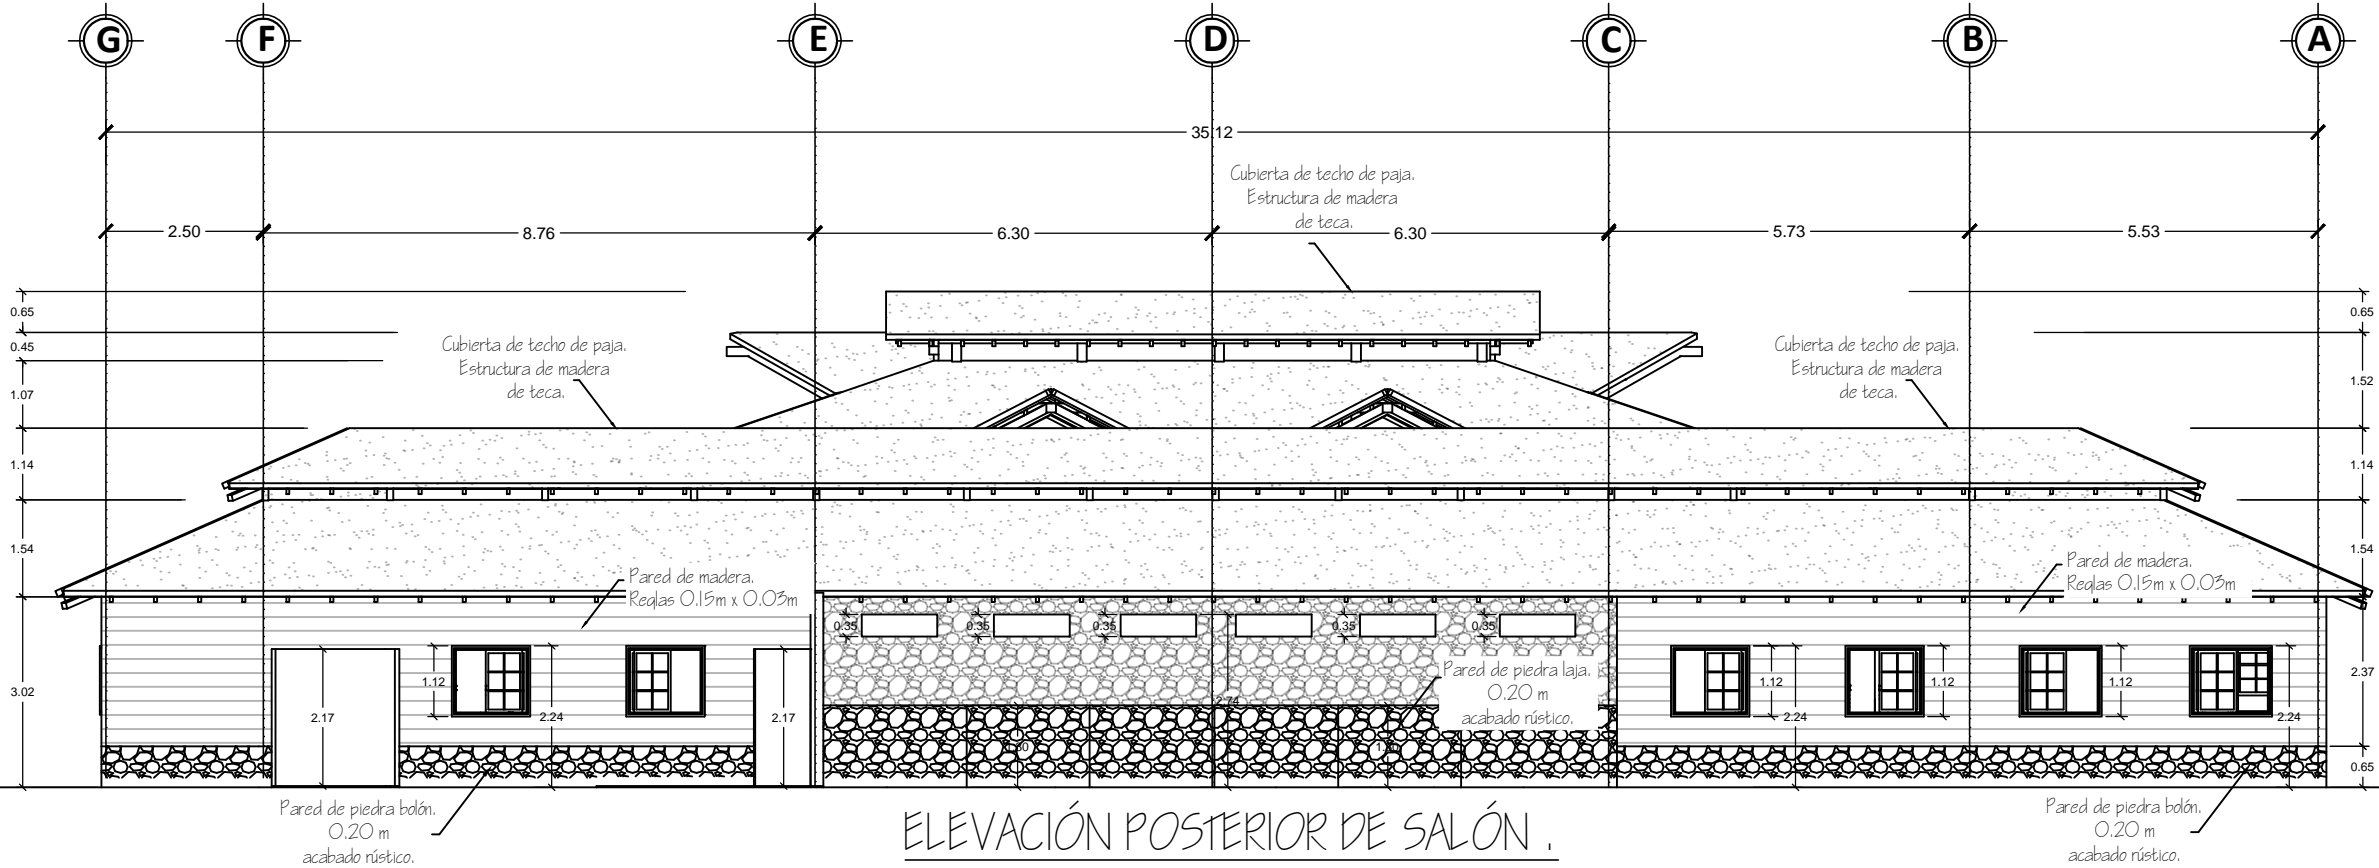 G F E D C B A
35.12
Cubierta de techo de paja.
Estructura de madera
de teca.
2.50 8.76 6.30 6.30 5.73 5.53
0.65
0.45
1.07
1.14
1.54
3.02
Cubierta de techo de paja.
Estructura de madera
de teca.
Cubierta de techo de paja.
Estructura de madera
de teca.
0.65
1.52
1.14
1.54
2.37
0.65
Pared de madera.
Reglas 0.15m x 0.03m
Pared de madera.
Reglas 0.15m x 0.03m
0.35 0.35 0.35 0.35 0.35
Pared de piedra laja.
0.20 m
acabado rústico.
1.12 1.12 1.12 1.12
2.17 2.24 2.17 2.74 2.24 2.24
Pared de piedra bolón.
0.20 m
acabado rústico.
Pared de piedra bolón.
0.20 m
acabado rústico.
ELEVACIÓN POSTERIOR DE SALÓN .